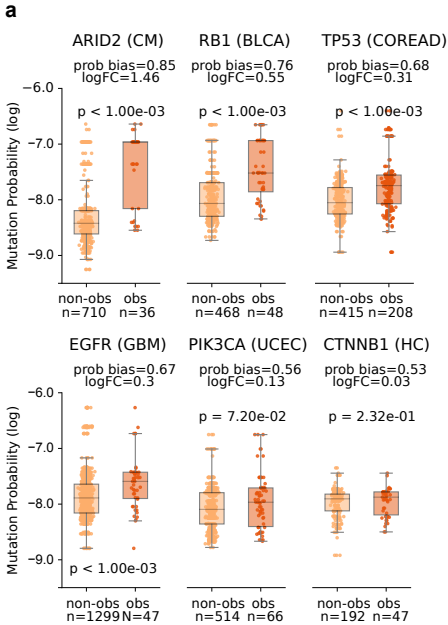 a
ARID2 (CM)
prob bias=0.85
logFC=1.46
p < 1.00e-03
RB1 (BLCA)
prob bias=0.76
logFC=0.55
p < 1.00e-03
TP53 (COREAD)
prob bias=0.68
logFC=0.31
p < 1.00e-03
Mutation Probability (log)
−6.0
−7.0
−8.0
−9.0
non-obs obs
n=710 n=36
non-obs obs
n=468 n=48
non-obs obs
n=415 n=208
EGFR (GBM)
prob bias=0.67
logFC=0.3
p < 1.00e-03
PIK3CA (UCEC)
prob bias=0.56
logFC=0.13
p = 7.20e-02
CTNNB1 (HC)
prob bias=0.53
logFC=0.03
p = 2.32e-01
Mutation Probability (log)
−6.0
−7.0
−8.0
−9.0
non-obs obs
n=1299 N=47
non-obs obs
n=514 n=66
non-obs obs
n=192 n=47